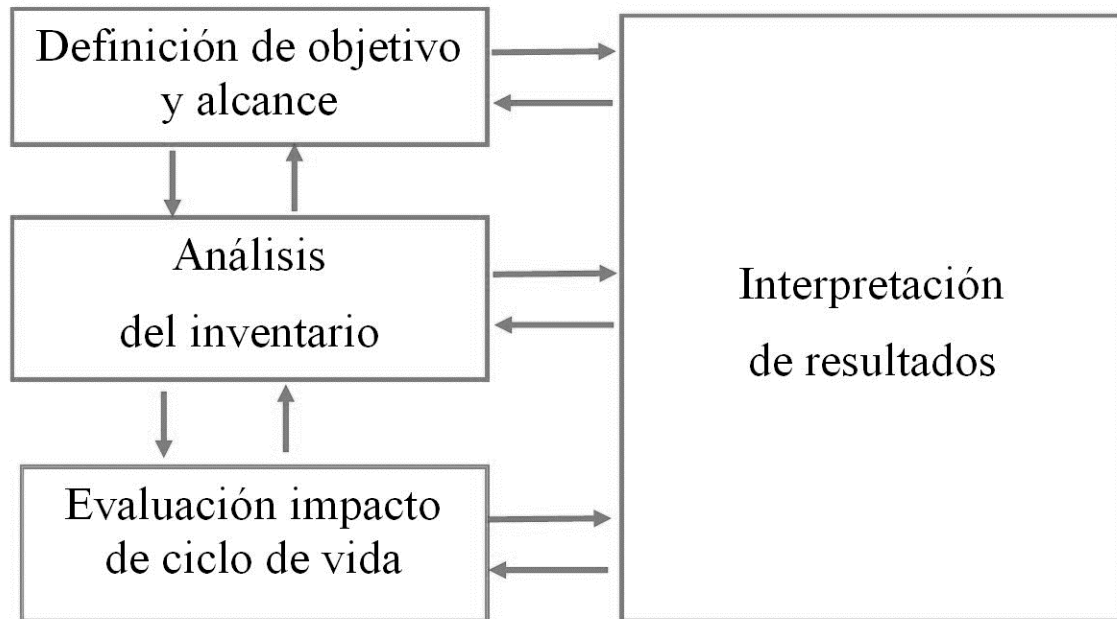 Definición de objetivo
y alcance
Análisis
del inventario
Evaluación impacto
de ciclo de vida
Interpretación
de resultados